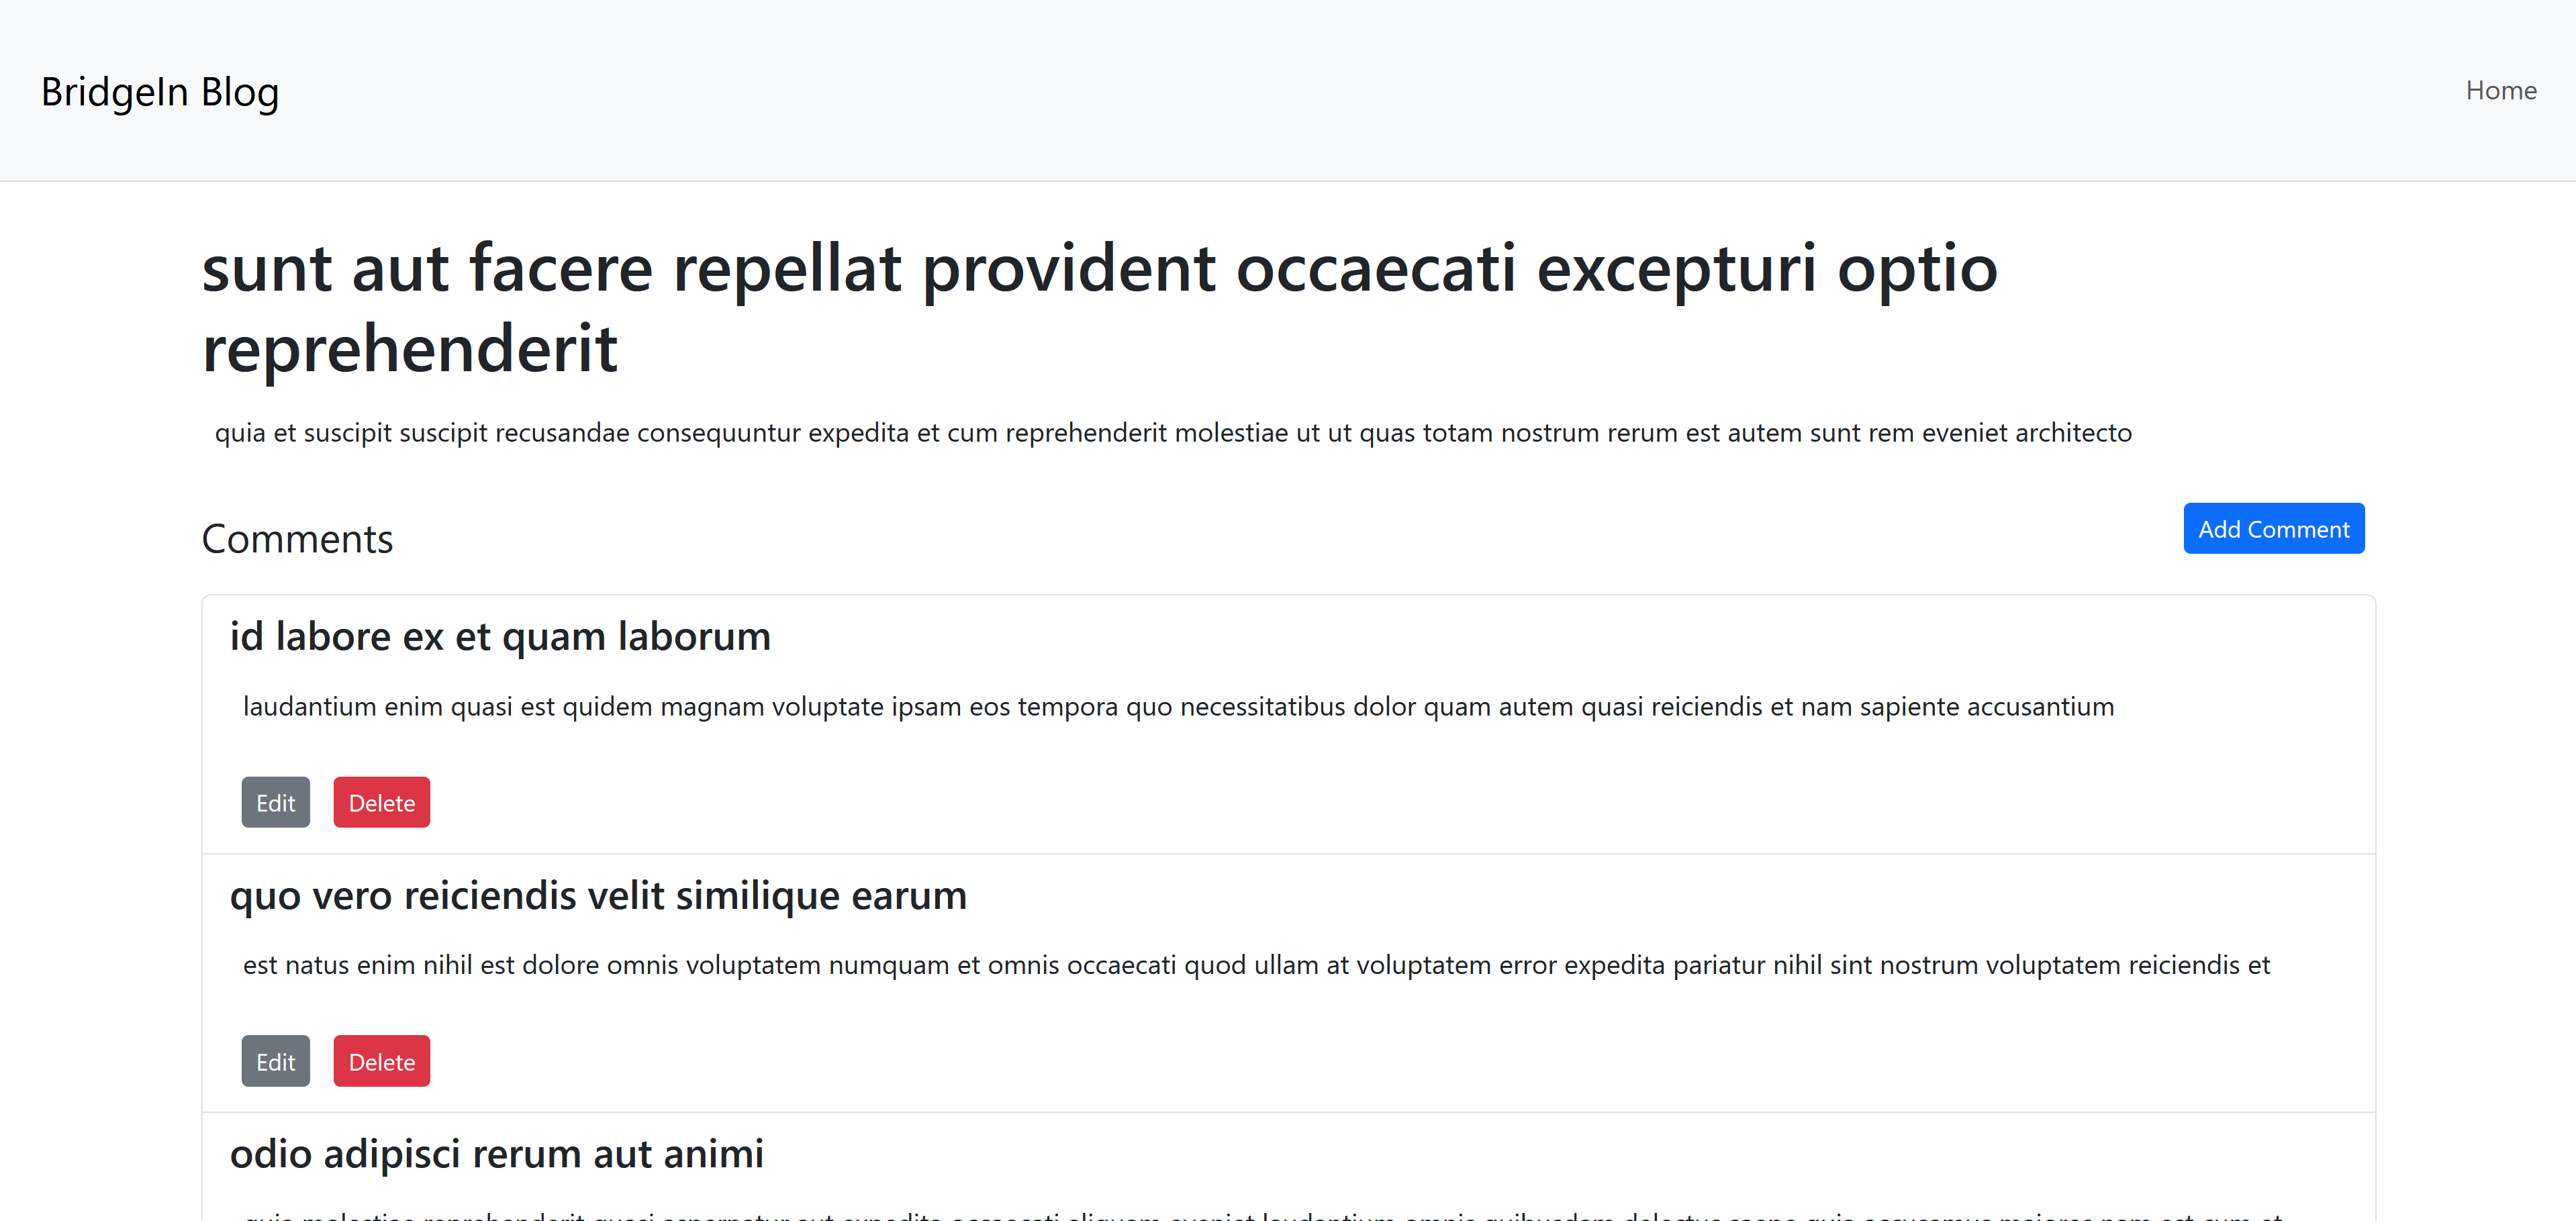 BridgeIn Blog
Home
sunt aut facere repellat provident occaecati excepturi optio
reprehenderit
quia et suscipit suscipit recusandae consequuntur expedita et cum reprehenderit molestiae ut ut quas totam nostrum rerum est autem sunt rem eveniet architecto
Comments
Add Comment
id labore ex et quam laborum
laudantium enim quasi est quidem magnam voluptate ipsam eos tempora quo necessitatibus dolor quam autem quasi reiciendis et nam sapiente accusantium
Edit Delete
quo vero reiciendis velit similique earum
est natus enim nihil est dolore omnis voluptatem numquam et omnis occaecati quod ullam at voluptatem error expedita pariatur nihil sint nostrum voluptatem reiciendis et
Edit Delete
odio adipisci rerum aut animi